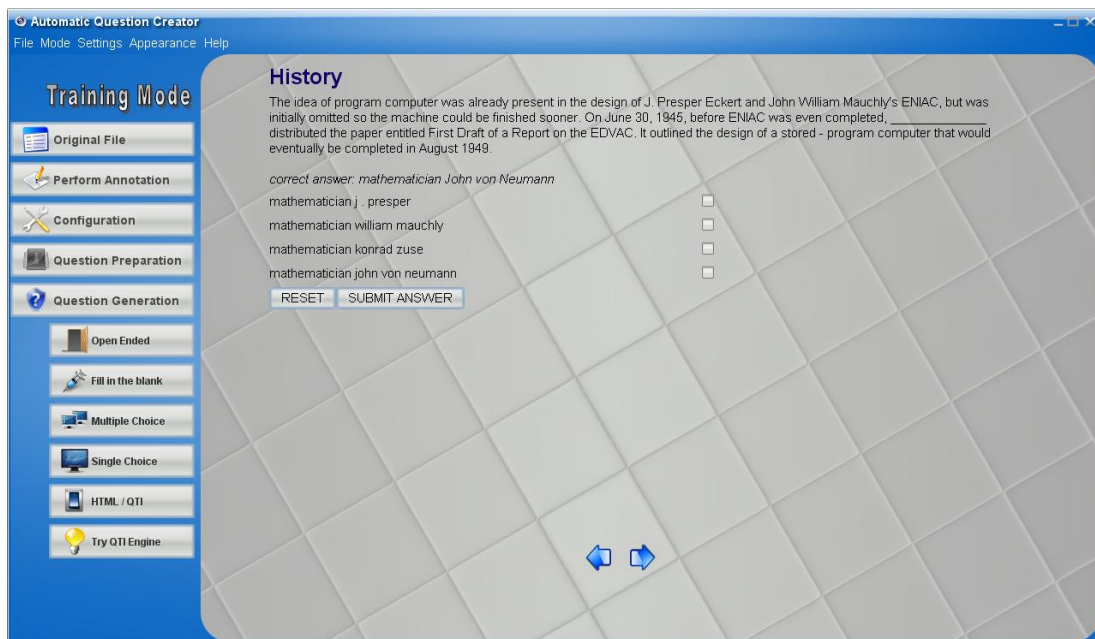 Automatic Question Creator
File Mode Settings Appearance Help
Training Mode
Original File
Perform Annotation
Configuration
Question Preparation
Question Generation
Open Ended
Fill in the blank
Multiple Choice
Single Choice
HTML / QTI
Try QTI Engine
History
The idea of program computer was already present in the design of J. Presper Eckert and John William Mauchly's ENIAC, but was
initially omitted so the machine could be finished sooner. On June 30, 1945, before ENIAC was even completed, ______________
distributed the paper entitled First Draft of a Report on the EDVAC. It outlined the design of a stored - program computer that would
eventually be completed in August 1949.
correct answer: mathematician John von Neumann
mathematician j . presper
mathematician william mauchly
mathematician konrad zuse
mathematician john von neumann
RESET SUBMIT ANSWER